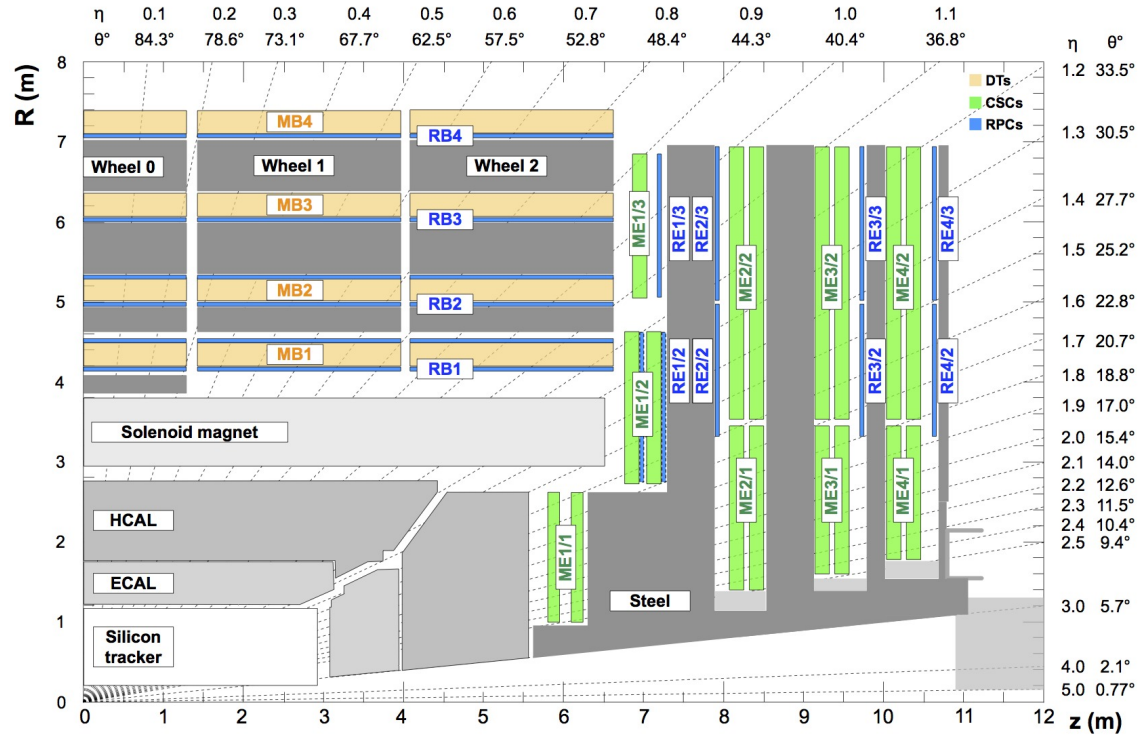 η 0.1 0.2 0.3 0.4 0.5 0.6 0.7 0.8 0.9 1.0 1.1
θ° 84.3° 78.6° 73.1° 67.7° 62.5° 57.5° 52.8° 48.4° 44.3° 40.4° 36.8° η θ°
R (m)
8
7
6
5
4
3
2
1
0
1.2 33.5°
1.3 30.5°
1.4 27.7°
1.5 25.2°
1.6 22.8°
1.7 20.7°
1.8 18.8°
1.9 17.0°
2.0 15.4°
2.1 14.0°
2.2 12.6°
2.3 11.5°
2.4 10.4°
2.5 9.4°
3.0 5.7°
4.0 2.1°
5.0 0.77°
DTs
CSCs
RPCs
MB4
RB4
Wheel 0 Wheel 1 Wheel 2
MB3
RB3
MB2
RB2
MB1
RB1
Solenoid magnet
HCAL
ECAL
Silicon
tracker
Steel
ME1/3
RE1/3
RE2/3
ME2/2
ME3/2
RE3/3
ME4/2
RE4/3
ME1/2
RE1/2
RE2/2
RE3/2
RE4/2
ME1/1
ME2/1
ME3/1
ME4/1
0 1 2 3 4 5 6 7 8 9 10 11 12
z (m)